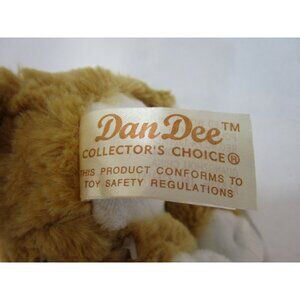 Dan Dee™
COLLECTOR'S CHOICE®
THIS PRODUCT CONFORMS TO
TOY SAFETY REGULATIONS